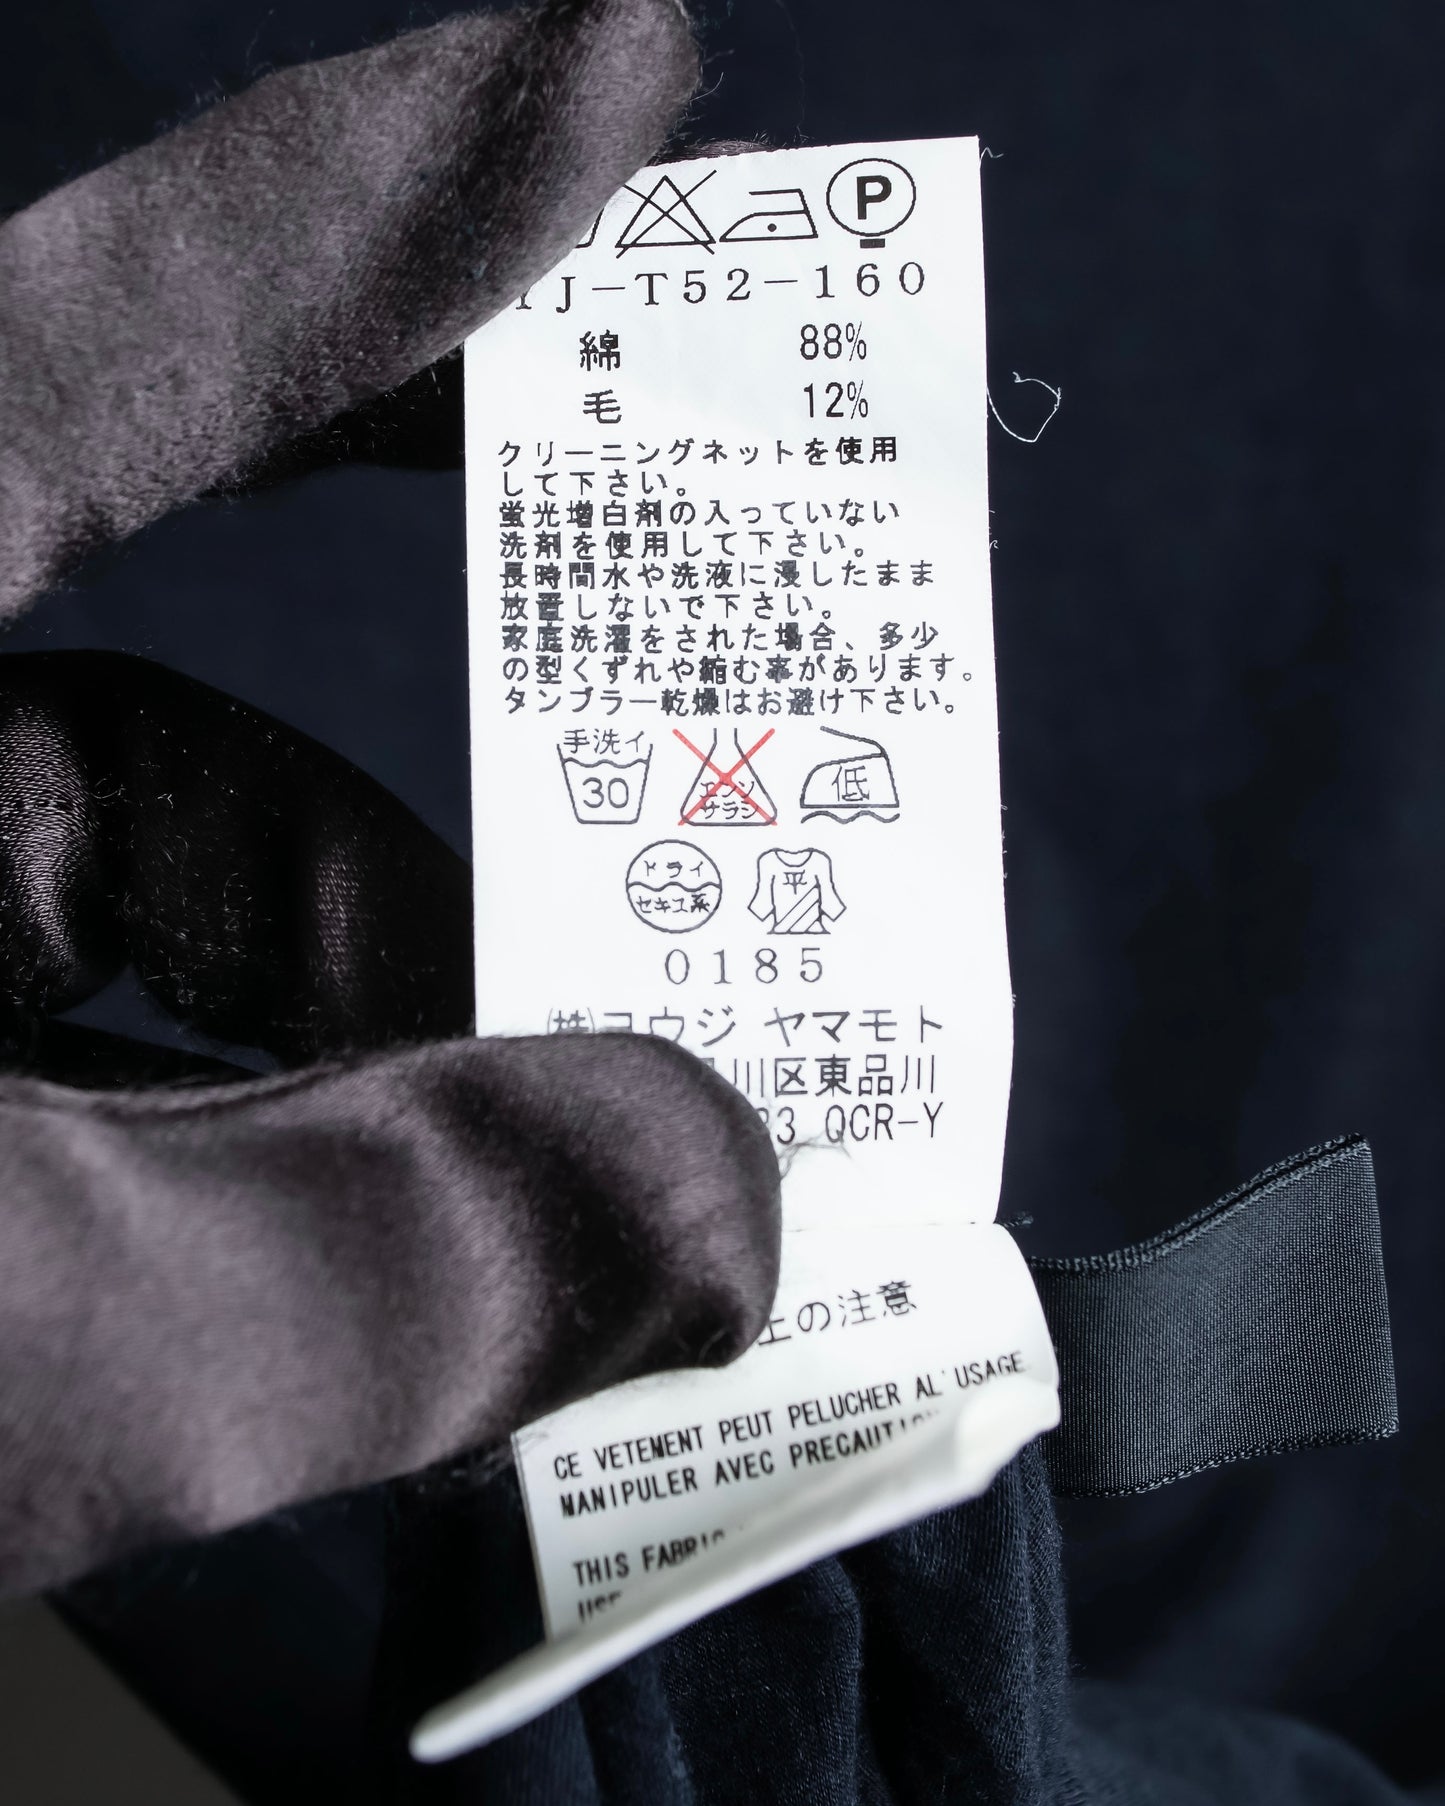 P
YJ-T52-160
綿 88%
毛 12%
クリーニングネットを使用
して下さい。
蛍光増白剤の入っていない
洗剤を使用して下さい。
長時間水や洗液に浸したまま
放置しないで下さい。
家庭洗濯をされた場合、多少
の型くずれや縮む事があります。
タンブラー乾燥はお避け下さい。
手洗イ
30
エンソ
サラシ
低
ドライ
セキユ系
平
0185
㈱ヨウジ ヤマモト
川区東品川
3 QCR-Y
上の注意
CE VETEMENT PEUT PELUCHER AL'USAGE
MANIPULER AVEC PRECAUTION
THIS FABRIC
USE